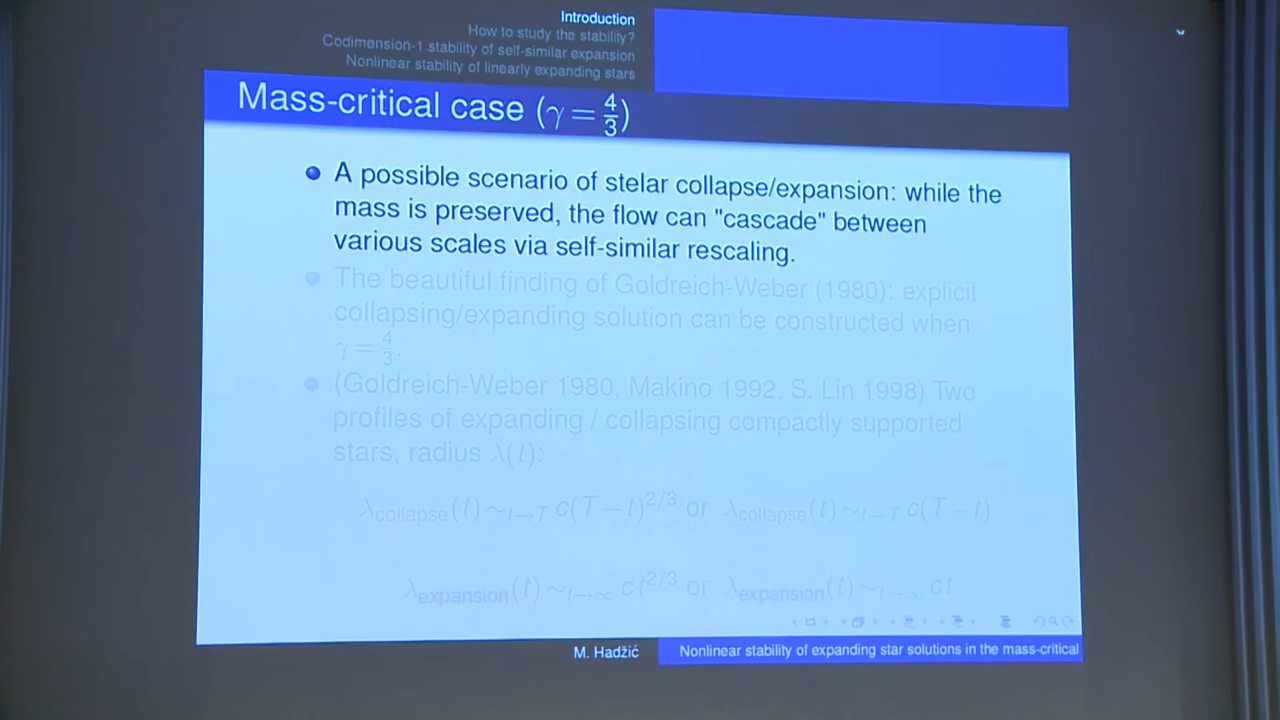 Introduction
How to study the stability?
Codimension-1 stability of self-similar expansion
Nonlinear stability of linearly expanding stars
Mass-critical case (γ = 4/3)
A possible scenario of stelar collapse/expansion: while the
mass is preserved, the flow can "cascade" between
various scales via self-similar rescaling.
The beautiful finding of Goldreich-Weber (1980): explicit
collapsing/expanding solution can be constructed when
γ = 4/3.
(Goldreich-Weber 1980, Makino 1992, S. Lin 1998) Two
profiles of expanding / collapsing compactly supported
stars, radius λ(t):
λcollapse(t) ∼t→T c(T − t)^2/3 or λcollapse(t) ∼t→T c(T − t)
λexpansion(t) ∼t→∞ ct^2/3 or λexpansion(t) ∼t→∞ ct
M. Hadžić
Nonlinear stability of expanding star solutions in the mass-critical